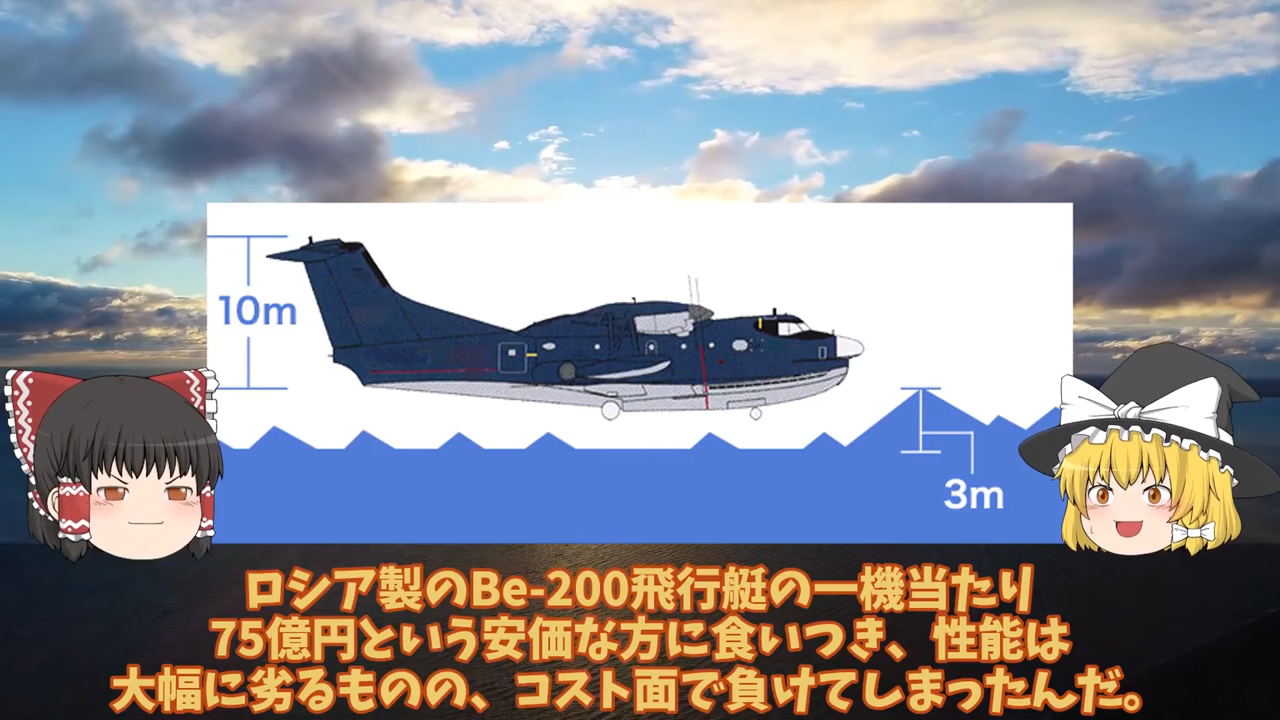 10m
3m
ロシア製のBe-200飛行艇の一機当たり
75億円という安価な方に食いつき、性能は
大幅に劣るものの、コスト面で負けてしまったんだ。